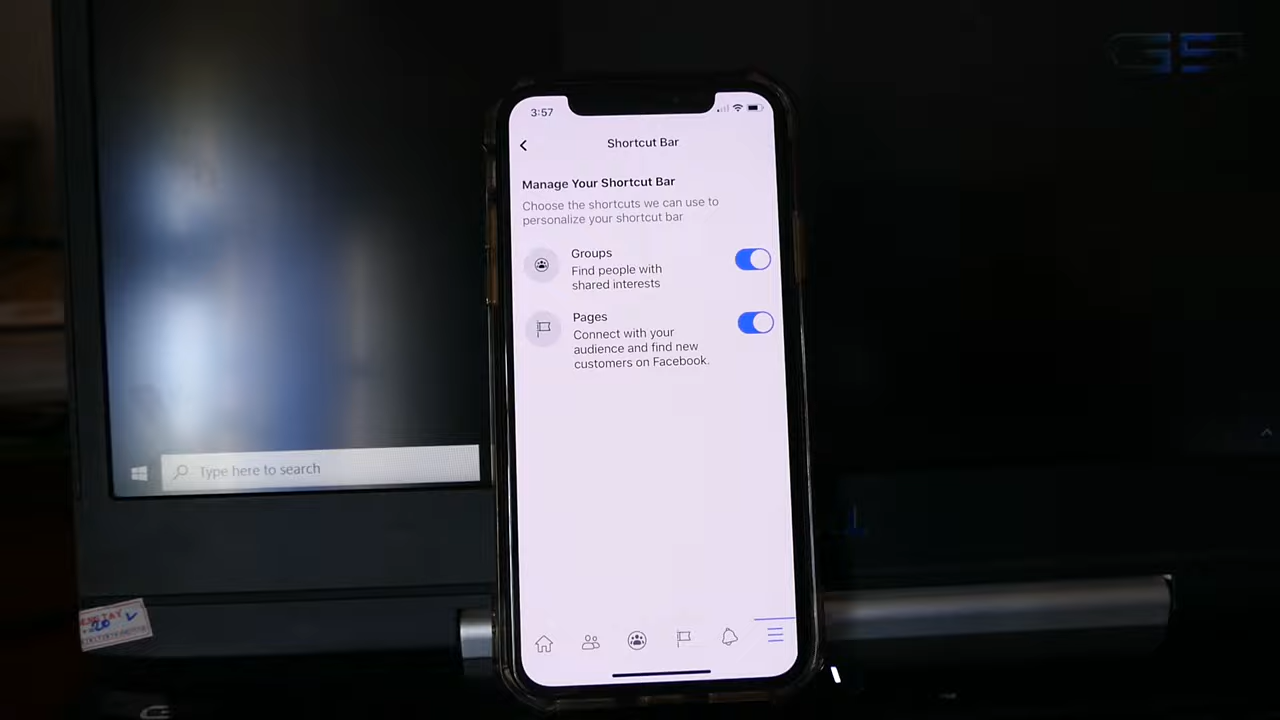 3:57
Shortcut Bar
Manage Your Shortcut Bar
Choose the shortcuts we can use to
personalize your shortcut bar
Groups
Find people with
shared interests
Pages
Connect with your
audience and find new
customers on Facebook.
Type here to search
20